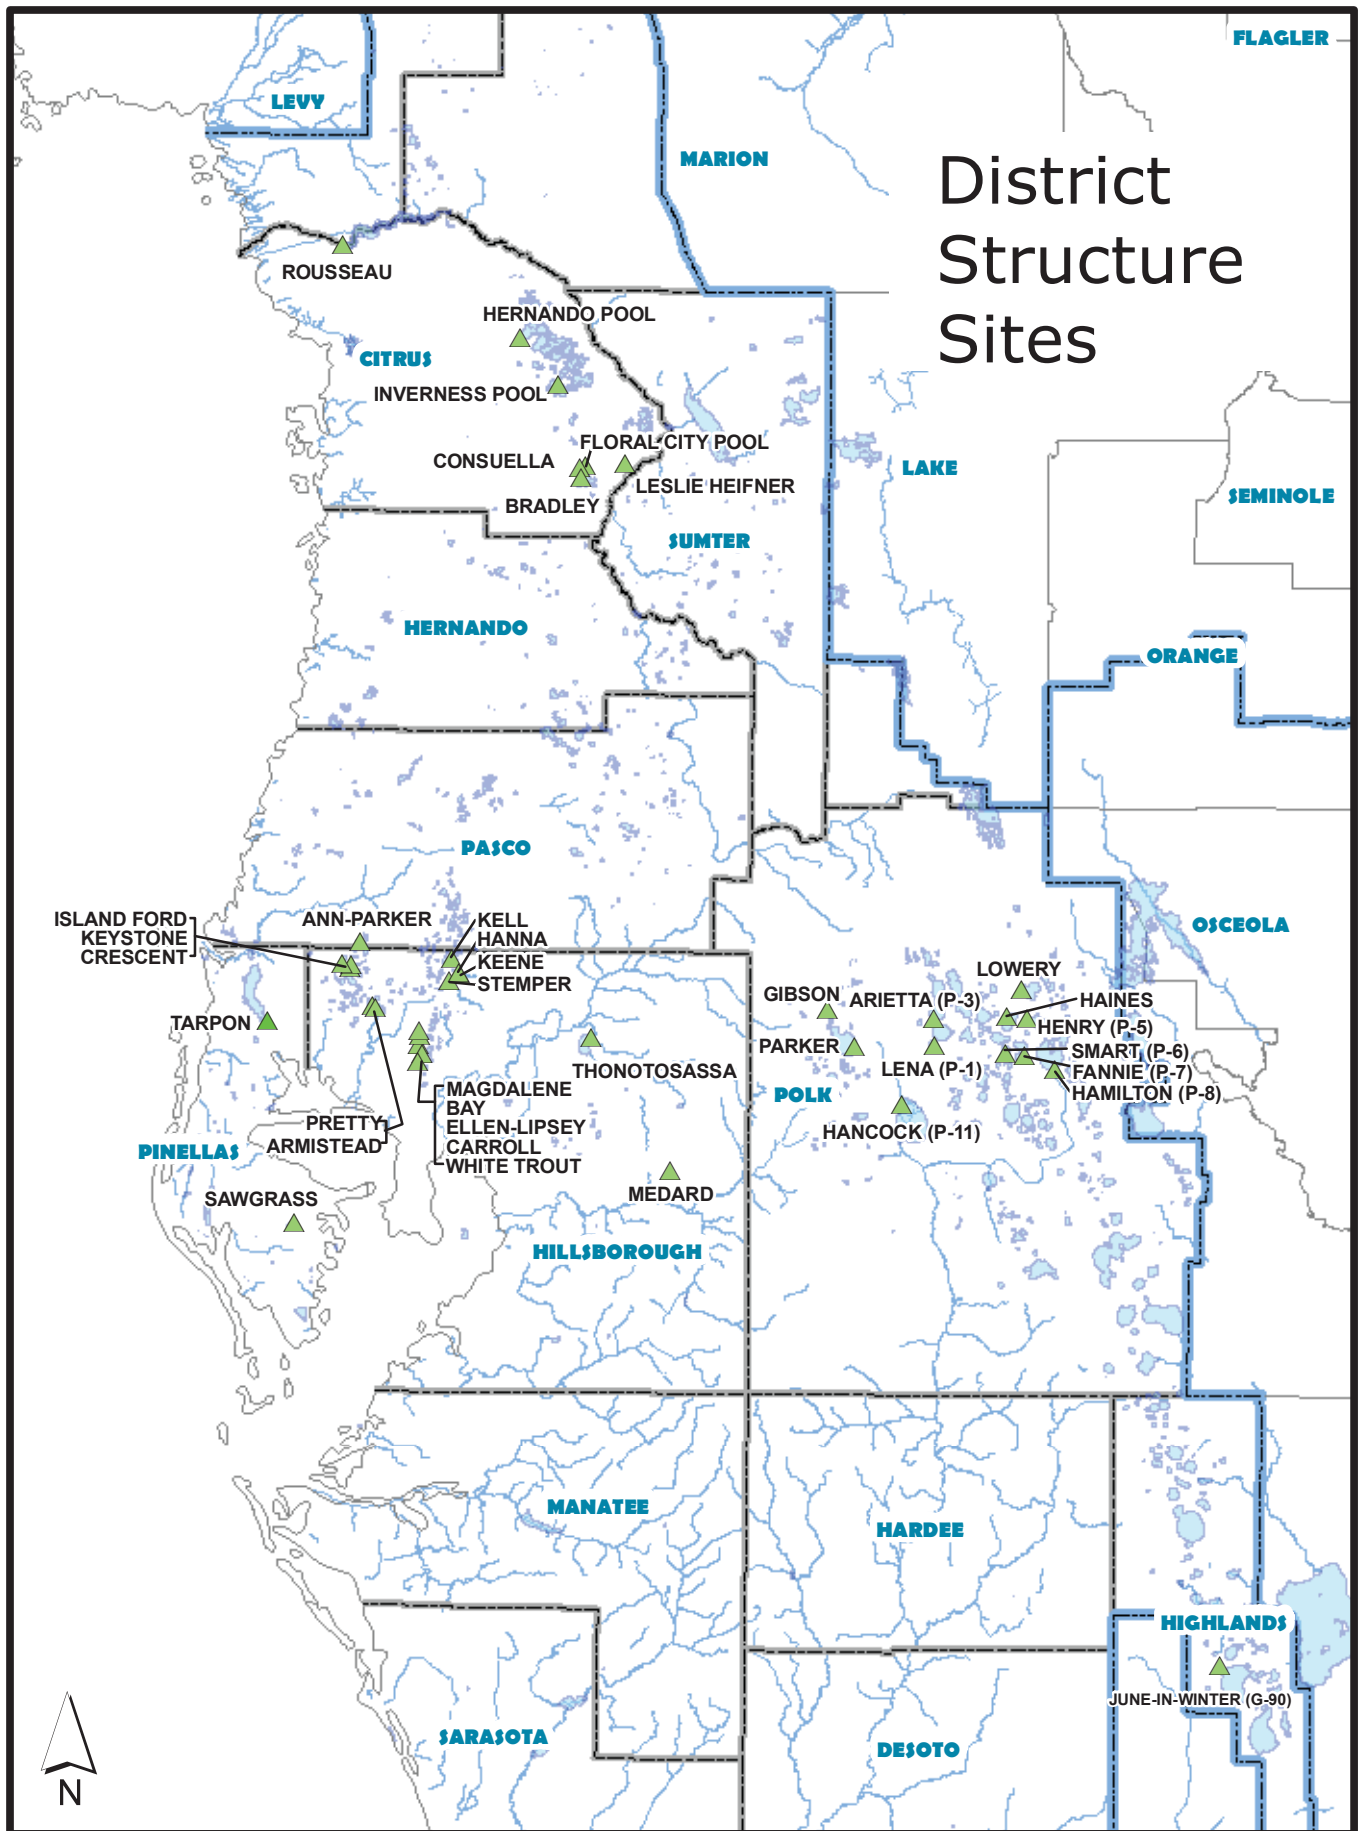 FLAGLER
LEVY
MARION
District
Structure
Sites
ROUSSEAU
HERNANDO POOL
CITRUS
INVERNESS POOL
FLORAL CITY POOL
CONSUELLA
LAKE
LESLIE HEIFNER
SEMINOLE
BRADLEY
SUMTER
HERNANDO
ORANGE
PASCO
ISLAND FORD
KEYSTONE
CRESCENT
ANN-PARKER
KELL
HANNA
KEENE
STEMPER
OSCEOLA
LOWERY
GIBSON
ARIETTA (P-3)
HAINES
TARPON
HENRY (P-5)
PARKER
SMART (P-6)
THONOTOSASSA
LENA (P-1)
FANNIE (P-7)
HAMILTON (P-8)
POLK
MAGDALENE
BAY
ELLEN-LIPSEY
CARROLL
WHITE TROUT
PRETTY
ARMISTEAD
HANCOCK (P-11)
PINELLAS
MEDARD
SAWGRASS
HILLSBOROUGH
MANATEE
HARDEE
HIGHLANDS
JUNE-IN-WINTER (G-90)
SARASOTA
DESOTO
N